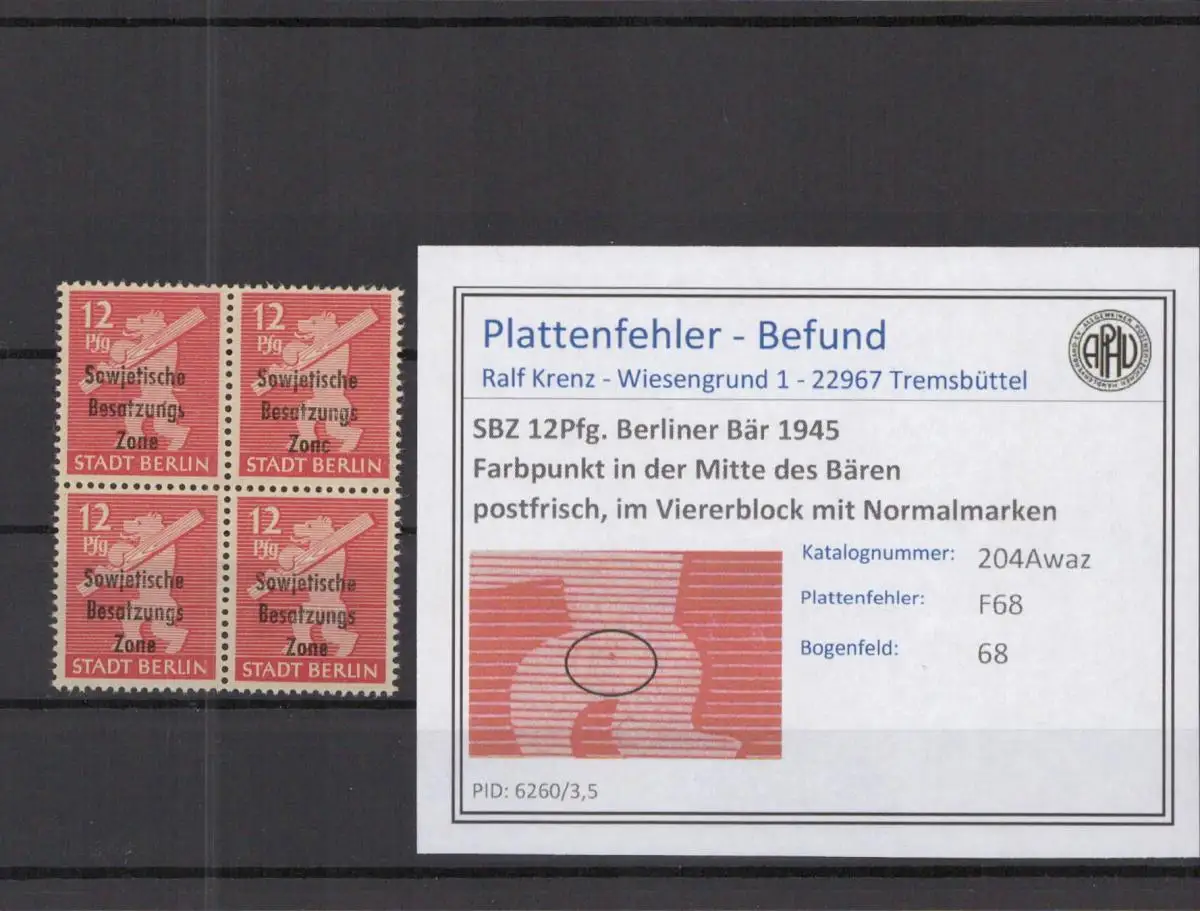 12
Pfg
Sowjetische
Besatzungs
Zone
STADT BERLIN
12
Pfg
Sowjetische
Besatzungs
Zone
STADT BERLIN
12
Pfg
Sowjetische
Besatzungs
Zone
STADT BERLIN
12
Pfg
Sowjetische
Besatzungs
Zone
STADT BERLIN
Plattenfehler - Befund
Ralf Krenz - Wiesengrund 1 - 22967 Tremsbüttel
APHV
SBZ 12Pfg. Berliner Bär 1945
Farbpunkt in der Mitte des Bären
postfrisch, im Viererblock mit Normalmarken
Katalognummer: 204Awaz
Plattenfehler: F68
Bogenfeld: 68
PID: 6260/3,5